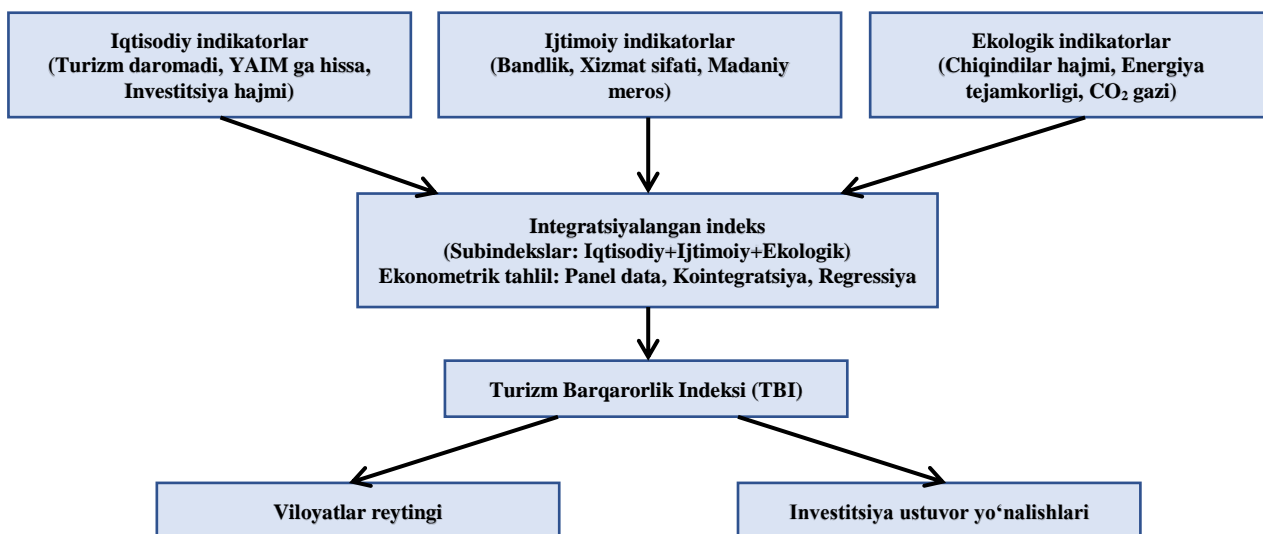 Iqtisodiy indikatorlar
(Turizm daromadi, YAIM ga hissa,
Investitsiya hajmi)
Ijtimoiy indikatorlar
(Bandlik, Xizmat sifati, Madaniy
meros)
Ekologik indikatorlar
(Chiqindilar hajmi, Energiya
tejamkorligi, CO₂ gazi)
Integratsiyalangan indeks
(Subindekslar: Iqtisodiy+Ijtimoiy+Ekologik)
Ekonometrik tahlil: Panel data, Kointegratsiya, Regressiya
Turizm Barqarorlik Indeksi (TBI)
Viloyatlar reytingi
Investitsiya ustuvor yo‘nalishlari